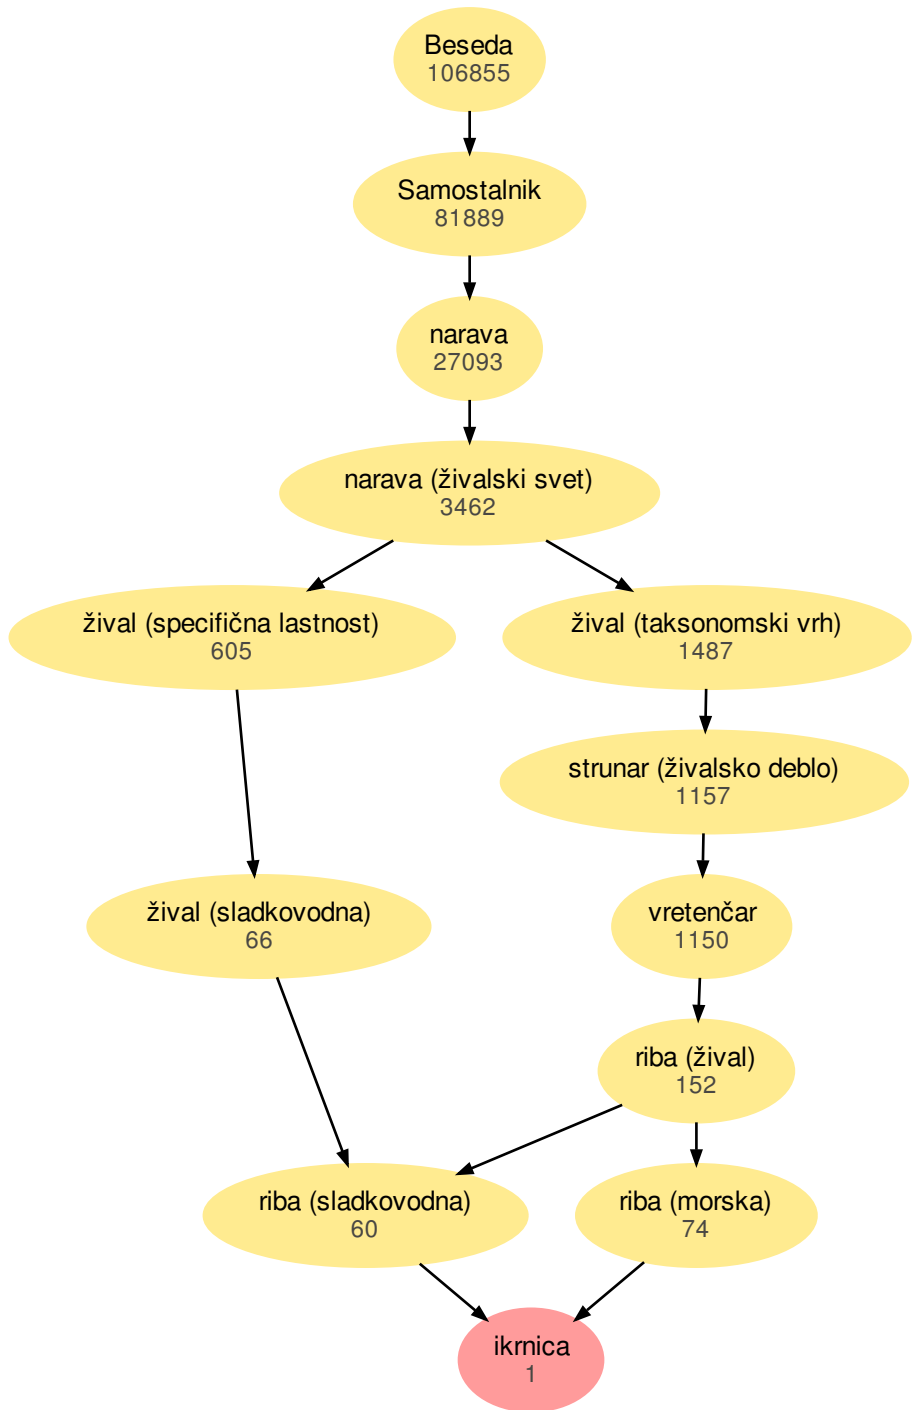 Beseda
106855
Samostalnik
81889
narava
27093
narava (živalski svet)
3462
žival (specifična lastnost)
605
žival (taksonomski vrh)
1487
strunar (živalsko deblo)
1157
žival (sladkovodna)
66
vretenčar
1150
riba (žival)
152
riba (sladkovodna)
60
riba (morska)
74
ikrnica
1